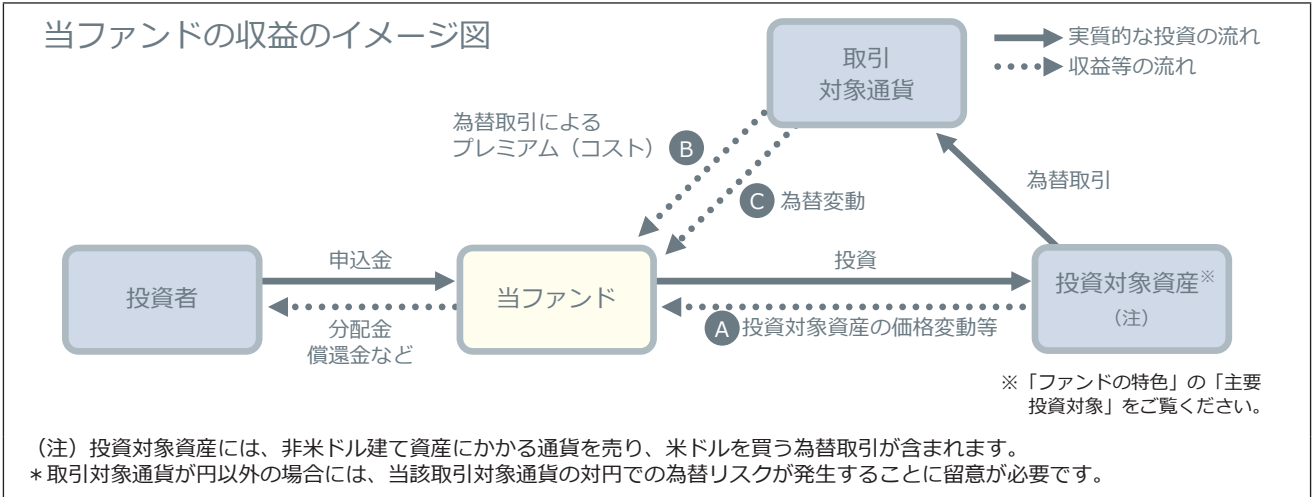 当ファンドの収益のイメージ図
実質的な投資の流れ
収益等の流れ
取引
対象通貨
為替取引による
プレミアム（コスト）
B
C 為替変動
為替取引
投資者
申込金
分配金
償還金など
当ファンド
投資
A 投資対象資産の価格変動等
投資対象資産※
（注）
※「ファンドの特色」の「主要
投資対象」をご覧ください。
（注）投資対象資産には、非米ドル建て資産にかかる通貨を売り、米ドルを買う為替取引が含まれます。
＊取引対象通貨が円以外の場合には、当該取引対象通貨の対円での為替リスクが発生することに留意が必要です。